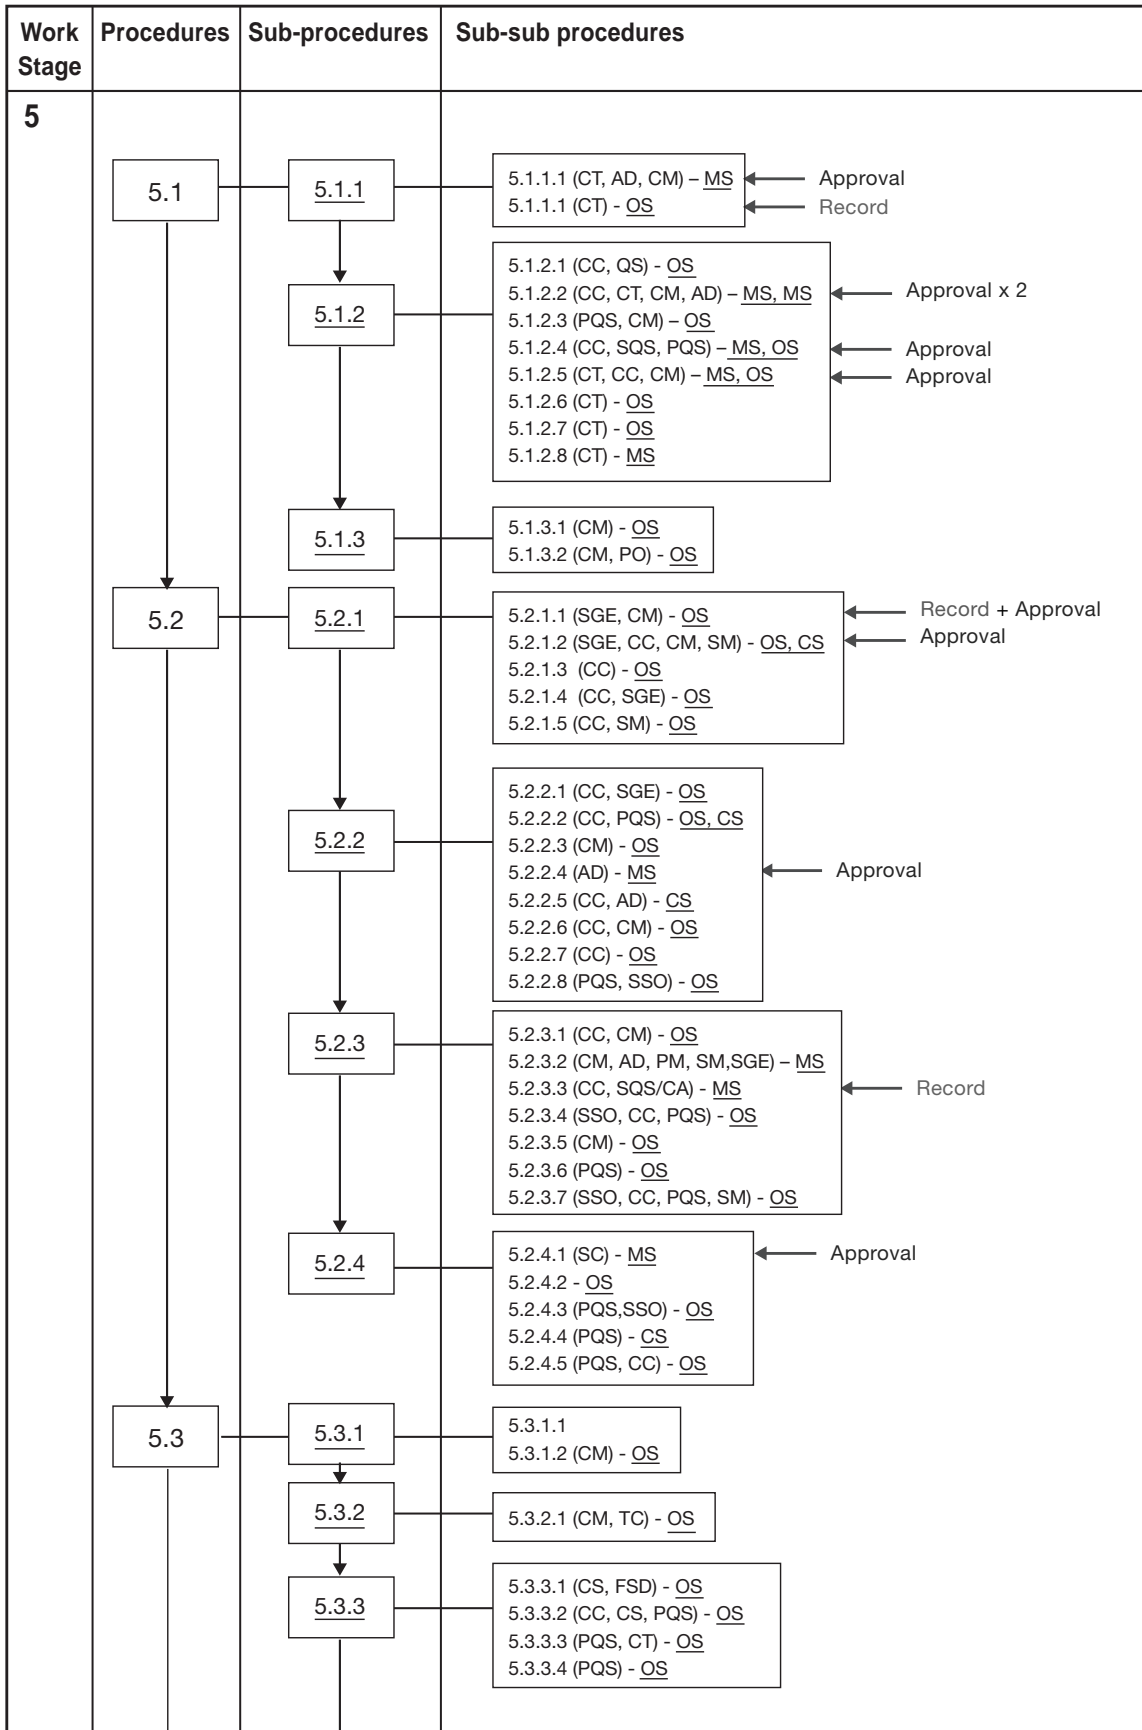 Work Stage
Procedures
Sub-procedures
Sub-sub procedures
5
5.1
5.1.1
5.1.1.1 (CT, AD, CM) – MS
Approval
5.1.1.1 (CT) - OS
Record
5.1.2
5.1.2.1 (CC, QS) - OS
5.1.2.2 (CC, CT, CM, AD) – MS, MS
Approval x 2
5.1.2.3 (PQS, CM) – OS
5.1.2.4 (CC, SQS, PQS) – MS, OS
Approval
5.1.2.5 (CT, CC, CM) – MS, OS
Approval
5.1.2.6 (CT) - OS
5.1.2.7 (CT) - OS
5.1.2.8 (CT) - MS
5.1.3
5.1.3.1 (CM) - OS
5.1.3.2 (CM, PO) - OS
5.2
5.2.1
5.2.1.1 (SGE, CM) - OS
Record + Approval
5.2.1.2 (SGE, CC, CM, SM) - OS, CS
Approval
5.2.1.3 (CC) - OS
5.2.1.4 (CC, SGE) - OS
5.2.1.5 (CC, SM) - OS
5.2.2
5.2.2.1 (CC, SGE) - OS
5.2.2.2 (CC, PQS) - OS, CS
5.2.2.3 (CM) - OS
5.2.2.4 (AD) - MS
Approval
5.2.2.5 (CC, AD) - CS
5.2.2.6 (CC, CM) - OS
5.2.2.7 (CC) - OS
5.2.2.8 (PQS, SSO) - OS
5.2.3
5.2.3.1 (CC, CM) - OS
5.2.3.2 (CM, AD, PM, SM,SGE) – MS
5.2.3.3 (CC, SQS/CA) - MS
Record
5.2.3.4 (SSO, CC, PQS) - OS
5.2.3.5 (CM) - OS
5.2.3.6 (PQS) - OS
5.2.3.7 (SSO, CC, PQS, SM) - OS
5.2.4
5.2.4.1 (SC) - MS
Approval
5.2.4.2 - OS
5.2.4.3 (PQS,SSO) - OS
5.2.4.4 (PQS) - CS
5.2.4.5 (PQS, CC) - OS
5.3
5.3.1
5.3.1.1
5.3.1.2 (CM) - OS
5.3.2
5.3.2.1 (CM, TC) - OS
5.3.3
5.3.3.1 (CS, FSD) - OS
5.3.3.2 (CC, CS, PQS) - OS
5.3.3.3 (PQS, CT) - OS
5.3.3.4 (PQS) - OS